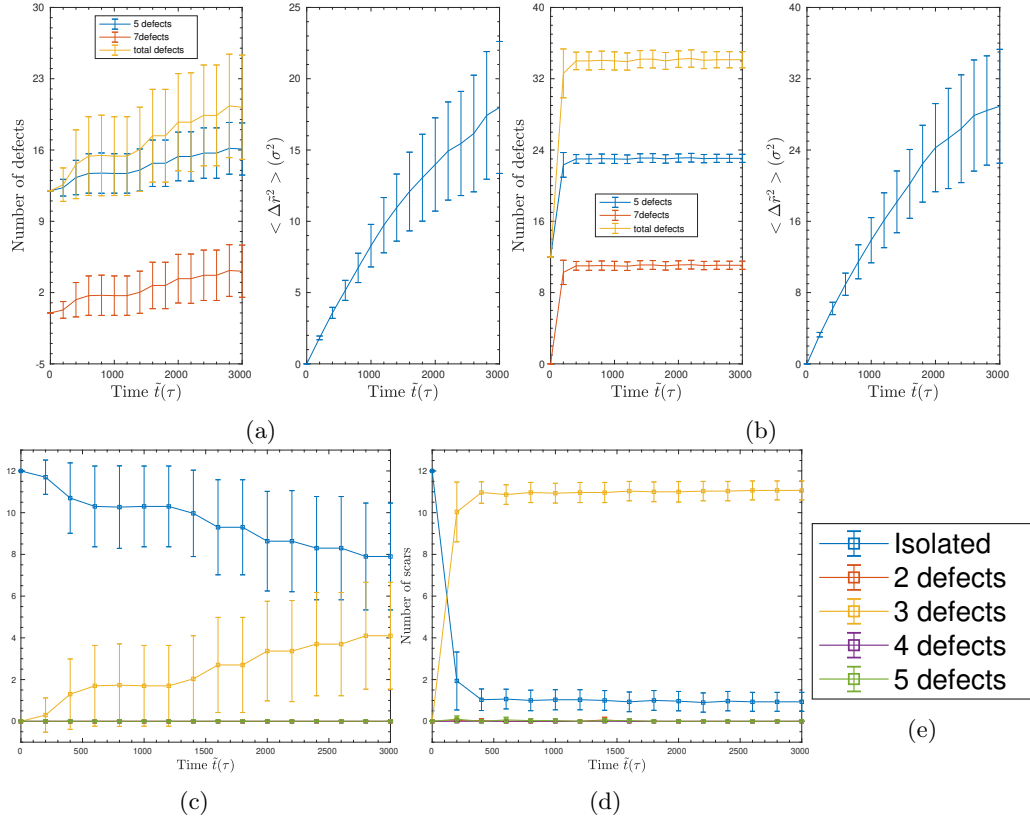 5 defects
7defects
total defects
Number of defects
30
23
16
9
2
-5
0 1000 2000 3000
Time t̃(τ)
< Δr̃² > (σ²)
25
20
15
10
5
0
0 1000 2000 3000
Time t̃(τ)
(a)
Number of defects
36
32
28
24
20
16
12
8
4
0
5 defects
7defects
total defects
0 1000 2000 3000
Time t̃(τ)
< Δr̃² > (σ²)
40
32
24
16
8
0
0 1000 2000 3000
Time t̃(τ)
(b)
12
10
8
6
4
2
0
0 500 1000 1500 2000 2500 3000
Time t̃(τ)
(c)
Number of scars
12
10
8
6
4
2
0
0 500 1000 1500 2000 2500 3000
Time t̃(τ)
(d)
Isolated
2 defects
3 defects
4 defects
5 defects
(e)